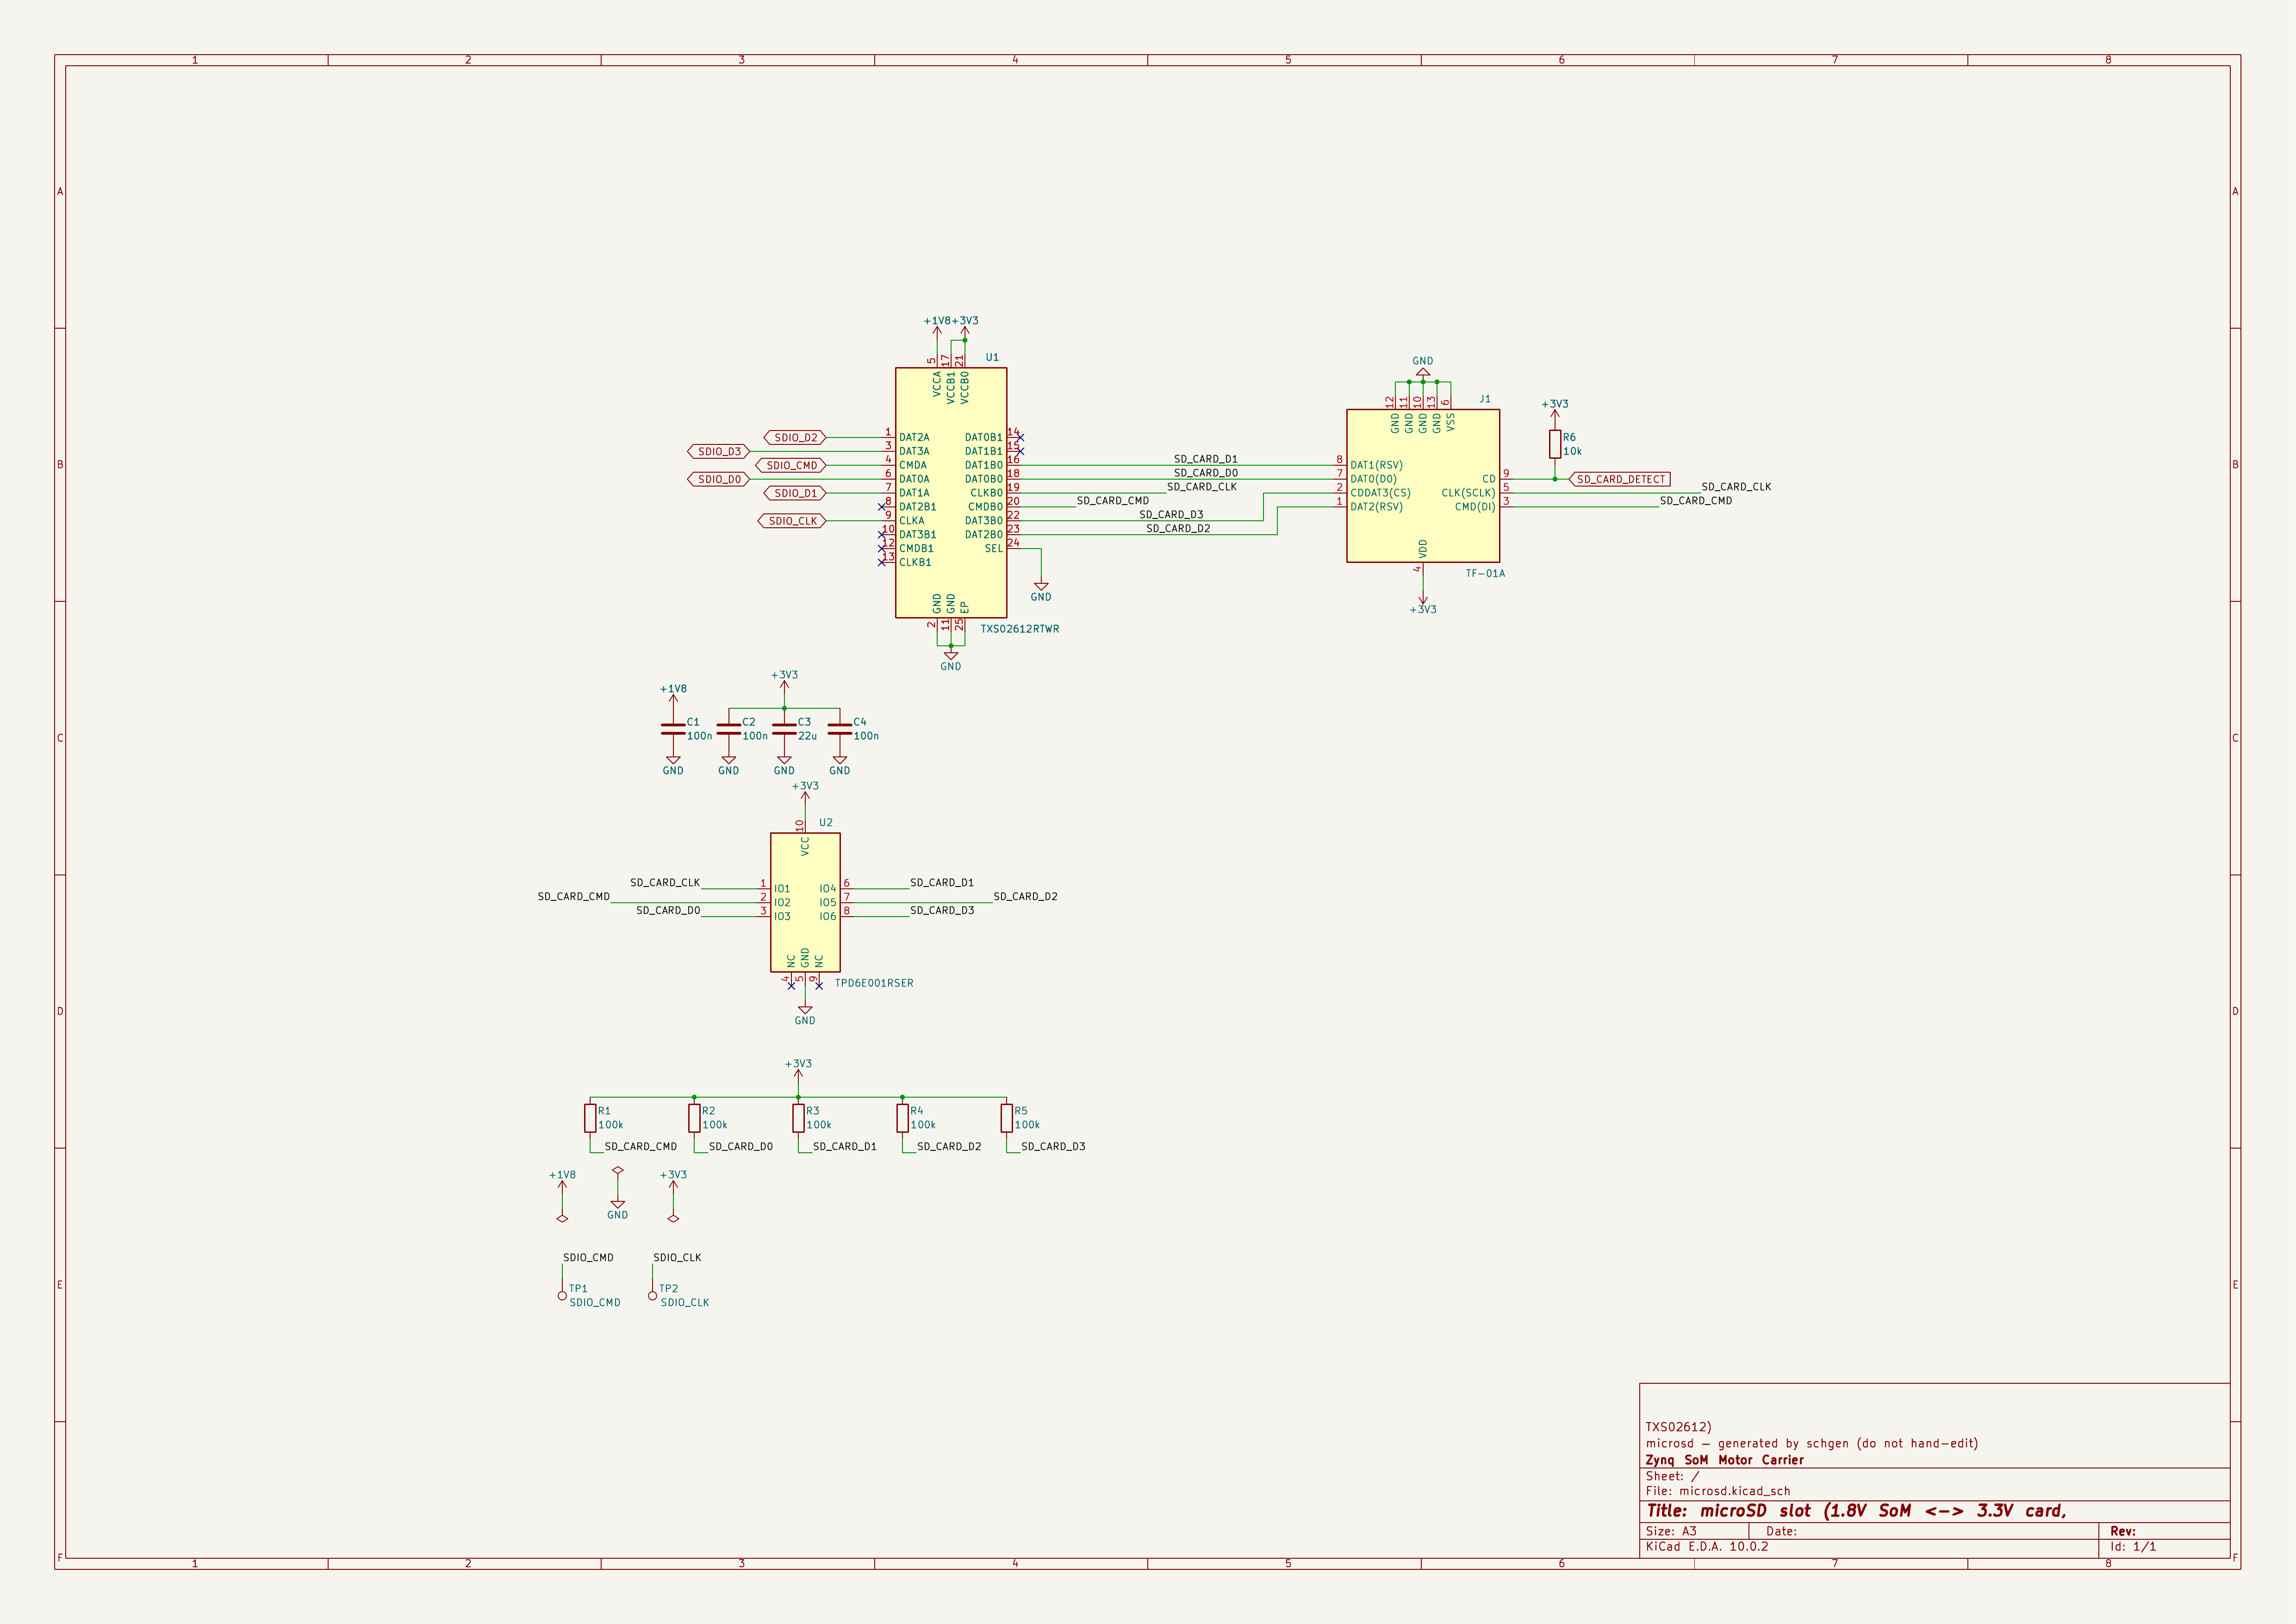 1 2 3 4 5 6 7 8
A A
B B
C C
D D
E E
F F
+1V8 +3V3
5 17 21
U1
VCCA VCCB1 VCCB0
SDIO_D2 1 DAT2A DAT0B1 14
SDIO_D3 3 DAT3A DAT1B1 15
SDIO_CMD 4 CMDA DAT1B0 16 SD_CARD_D1
SDIO_D0 6 DAT0A DAT0B0 18 SD_CARD_D0
SDIO_D1 7 DAT1A CLKB0 19 SD_CARD_CLK
8 DAT2B1 CMDB0 20 SD_CARD_CMD
SDIO_CLK 9 CLKA DAT3B0 22 SD_CARD_D3
10 DAT3B1 DAT2B0 23 SD_CARD_D2
12 CMDB1 SEL 24
13 CLKB1
GND
GND GND EP
2 11 25
TXS02612RTWR
GND
GND
J1
12 11 10 13 6
GND GND GND GND VSS
8 DAT1(RSV)
7 DAT0(D0) CD 9
2 CDDAT3(CS) CLK(SCLK) 5 SD_CARD_CLK
1 DAT2(RSV) CMD(DI) 3 SD_CARD_CMD
VDD
4
TF-01A
+3V3
+3V3
R6
10k
SD_CARD_DETECT
+1V8 +3V3
C1 C2 C3 C4
100n 100n 22u 100n
GND GND GND GND
+3V3
10
U2
VCC
SD_CARD_CLK 1 IO1 IO4 6 SD_CARD_D1
SD_CARD_CMD 2 IO2 IO5 7 SD_CARD_D2
SD_CARD_D0 3 IO3 IO6 8 SD_CARD_D3
NC GND NC
4 5 9
TPD6E001RSER
GND
+3V3
R1 R2 R3 R4 R5
100k 100k 100k 100k 100k
SD_CARD_CMD SD_CARD_D0 SD_CARD_D1 SD_CARD_D2 SD_CARD_D3
+1V8 +3V3
GND
SDIO_CMD SDIO_CLK
TP1 TP2
SDIO_CMD SDIO_CLK
TXS02612)
microsd — generated by schgen (do not hand-edit)
Zynq SoM Motor Carrier
Sheet: /
File: microsd.kicad_sch
Title: microSD slot (1.8V SoM <-> 3.3V card,
Size: A3 Date: Rev:
KiCad E.D.A. 10.0.2 Id: 1/1
1 2 3 4 5 6 7 8